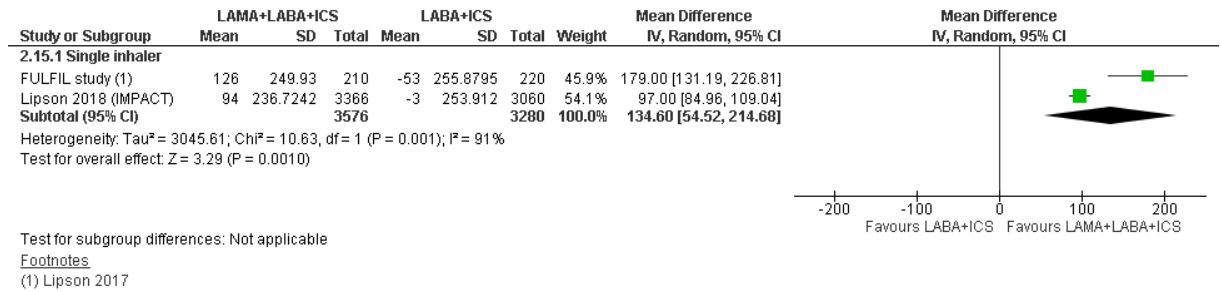 LAMA+LABA+ICS LABA+ICS Mean Difference Mean Difference
Study or Subgroup Mean SD Total Mean SD Total Weight IV, Random, 95% CI IV, Random, 95% CI
2.15.1 Single inhaler
FULFIL study (1) 126 249.93 210 -53 255.8795 220 45.9% 179.00 [131.19, 226.81]
Lipson 2018 (IMPACT) 94 236.7242 3366 -3 253.912 3060 54.1% 97.00 [84.96, 109.04]
Subtotal (95% CI) 3576 3280 100.0% 134.60 [54.52, 214.68]
Heterogeneity: Tau² = 3045.61; Chi² = 10.63, df = 1 (P = 0.001); I² = 91%
Test for overall effect: Z = 3.29 (P = 0.0010)
-200 -100 0 100 200
Favours LABA+ICS Favours LAMA+LABA+ICS
Test for subgroup differences: Not applicable
Footnotes
(1) Lipson 2017